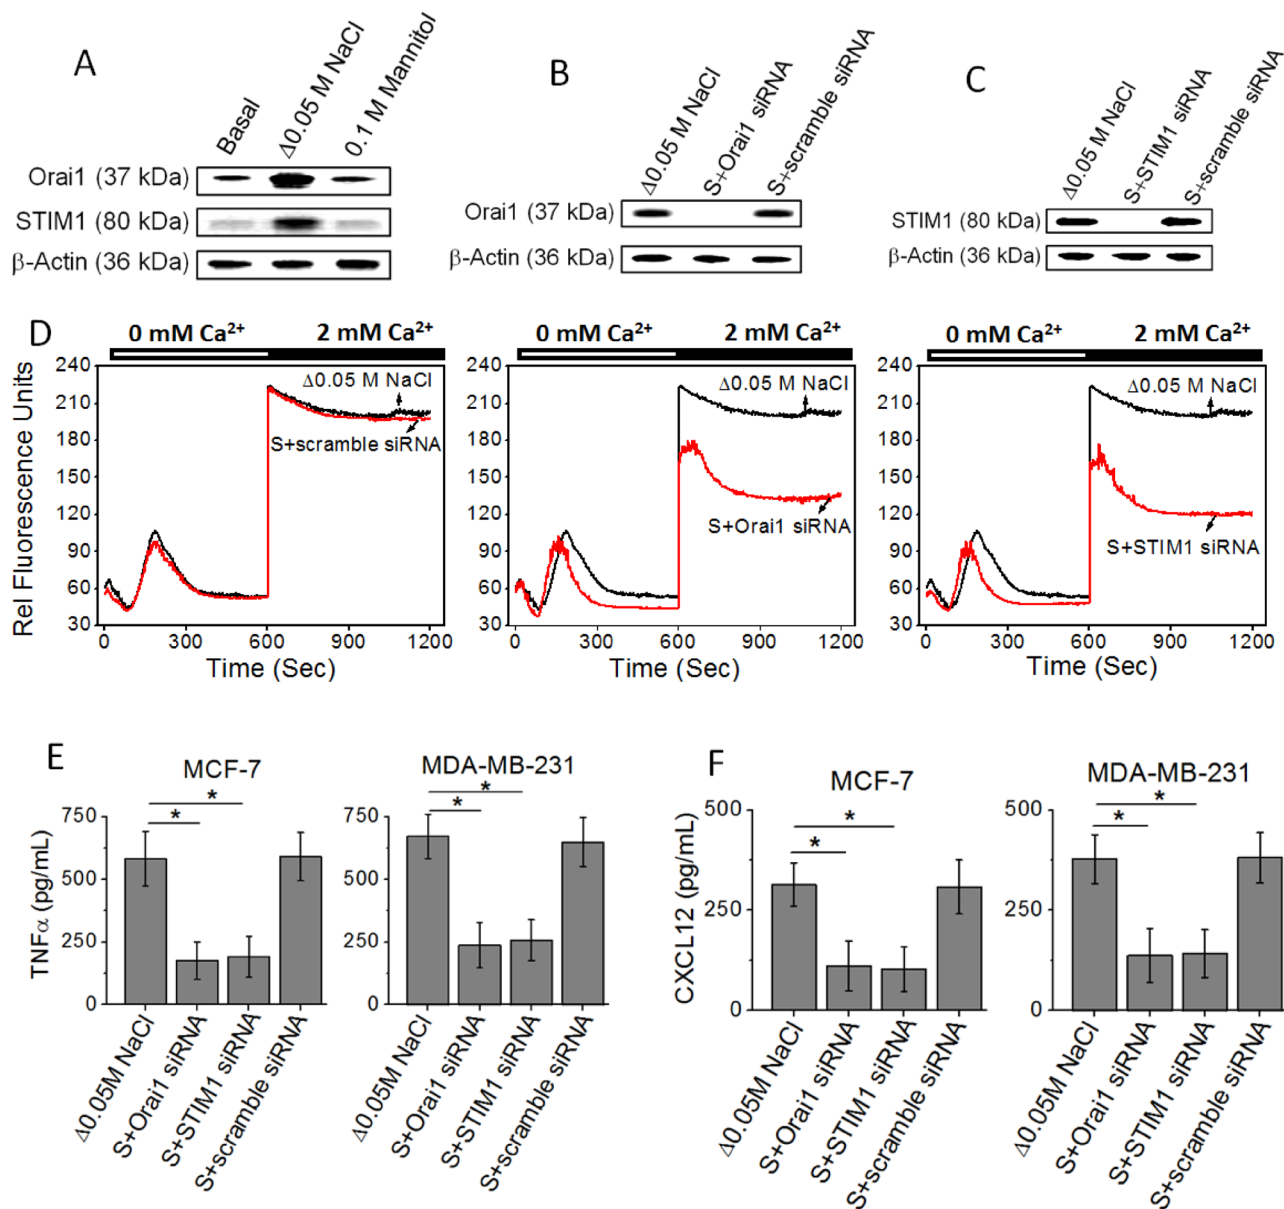 A
Basal
Δ0.05 M NaCl
0.1 M Mannitol
Orai1 (37 kDa)
STIM1 (80 kDa)
β-Actin (36 kDa)
B
Δ0.05 M NaCl
S+Orai1 siRNA
S+scramble siRNA
Orai1 (37 kDa)
β-Actin (36 kDa)
C
Δ0.05 M NaCl
S+STIM1 siRNA
S+scramble siRNA
STIM1 (80 kDa)
β-Actin (36 kDa)
D
0 mM Ca²⁺ 2 mM Ca²⁺
Rel Fluorescence Units
240
210
180
150
120
90
60
30
Δ0.05 M NaCl
S+scramble siRNA
0 300 600 900 1200
Time (Sec)
0 mM Ca²⁺ 2 mM Ca²⁺
240
210
180
150
120
90
60
30
Δ0.05 M NaCl
S+Orai1 siRNA
0 300 600 900 1200
Time (Sec)
0 mM Ca²⁺ 2 mM Ca²⁺
240
210
180
150
120
90
60
30
Δ0.05 M NaCl
S+STIM1 siRNA
0 300 600 900 1200
Time (Sec)
E
MCF-7
TNFα (pg/mL)
750
500
250
0
*
*
Δ0.05M NaCl
S+Orai1 siRNA
S+STIM1 siRNA
S+scramble siRNA
MDA-MB-231
750
500
250
0
*
*
Δ0.05M NaCl
S+Orai1 siRNA
S+STIM1 siRNA
S+scramble siRNA
F
MCF-7
CXCL12 (pg/mL)
500
250
0
*
*
Δ0.05M NaCl
S+Orai1 siRNA
S+STIM1 siRNA
S+scramble siRNA
MDA-MB-231
500
250
0
*
*
Δ0.05M NaCl
S+Orai1 siRNA
S+STIM1 siRNA
S+scramble siRNA